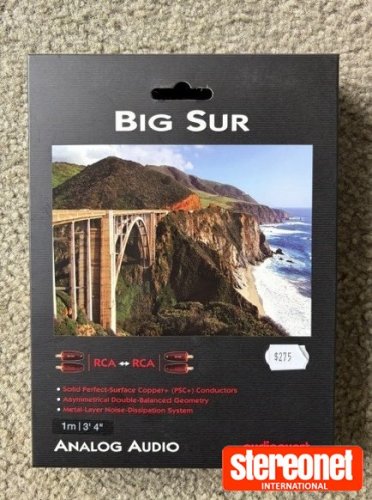 BIG SUR
$275
RCA ↔ RCA
• Solid Perfect-Surface Copper+ (PSC+) Conductors
• Asymmetrical Double-Balanced Geometry
• Metal-Layer Noise-Dissipation System
1m | 3' 4"
ANALOG AUDIO
stereonet
INTERNATIONAL